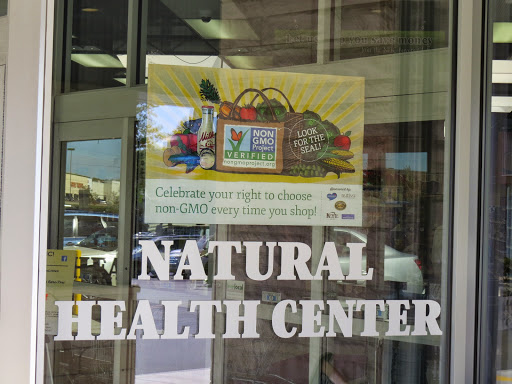 NON
GMO
Project
VERIFIED
nongmoproject.org
LOOK
FOR THE
SEAL!
Celebrate your right to choose
non-GMO every time you shop!
NATURAL
HEALTH CENTER